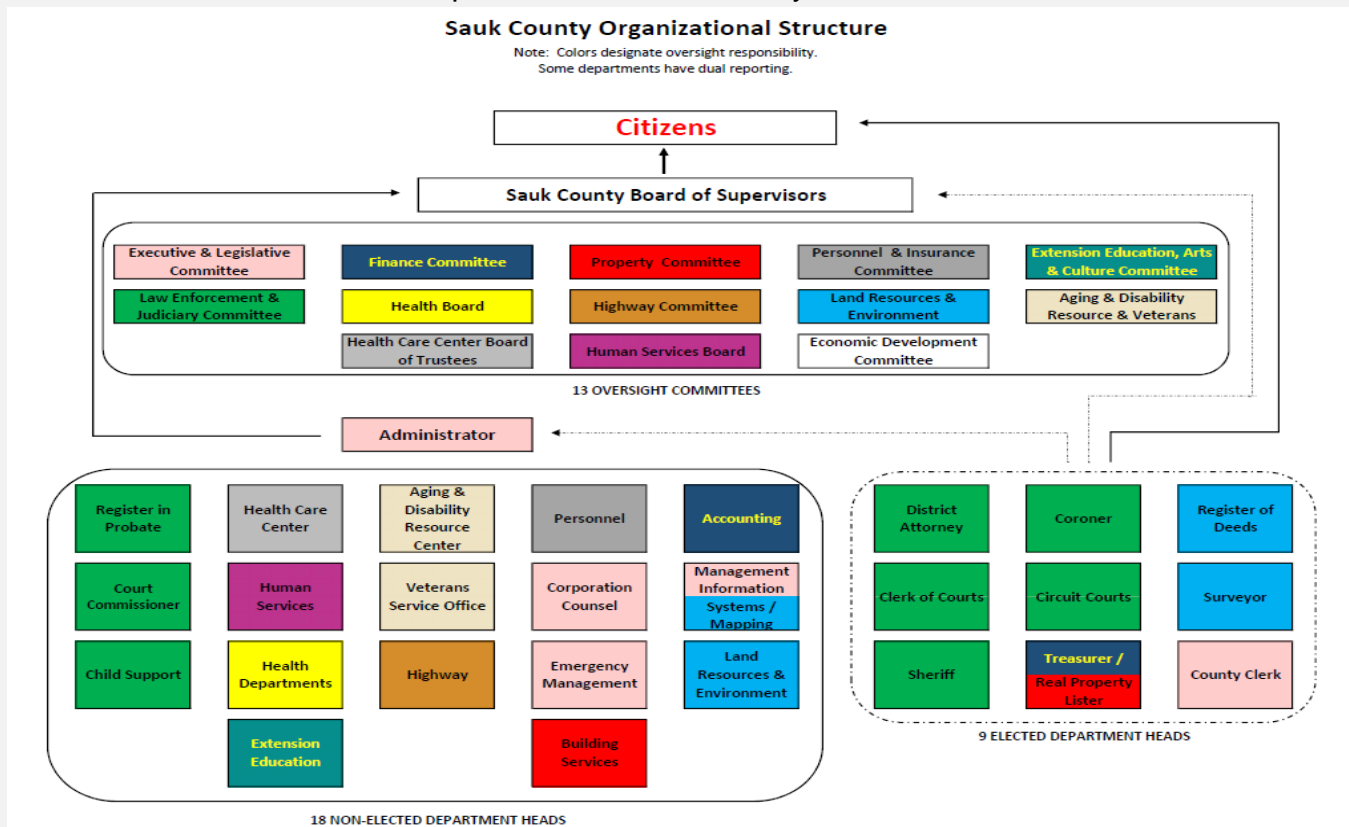 Sauk County Organizational Structure
Note: Colors designate oversight responsibility.
Some departments have dual reporting.
Citizens
Sauk County Board of Supervisors
Executive & Legislative
Committee
Finance Committee
Property Committee
Personnel & Insurance
Committee
Extension Education, Arts
& Culture Committee
Law Enforcement &
Judiciary Committee
Health Board
Highway Committee
Land Resources &
Environment
Aging & Disability
Resource & Veterans
Health Care Center Board
of Trustees
Human Services Board
Economic Development
Committee
13 OVERSIGHT COMMITTEES
Administrator
Register in
Probate
Health Care
Center
Aging &
Disability
Resource
Center
Personnel
Accounting
Court
Commissioner
Human
Services
Veterans
Service Office
Corporation
Counsel
Management
Information
Systems /
Mapping
Child Support
Health
Departments
Highway
Emergency
Management
Land
Resources &
Environment
Extension
Education
Building
Services
18 NON-ELECTED DEPARTMENT HEADS
District
Attorney
Coroner
Register of
Deeds
Clerk of Courts
Circuit Courts
Surveyor
Sheriff
Treasurer /
Real Property
Lister
County Clerk
9 ELECTED DEPARTMENT HEADS